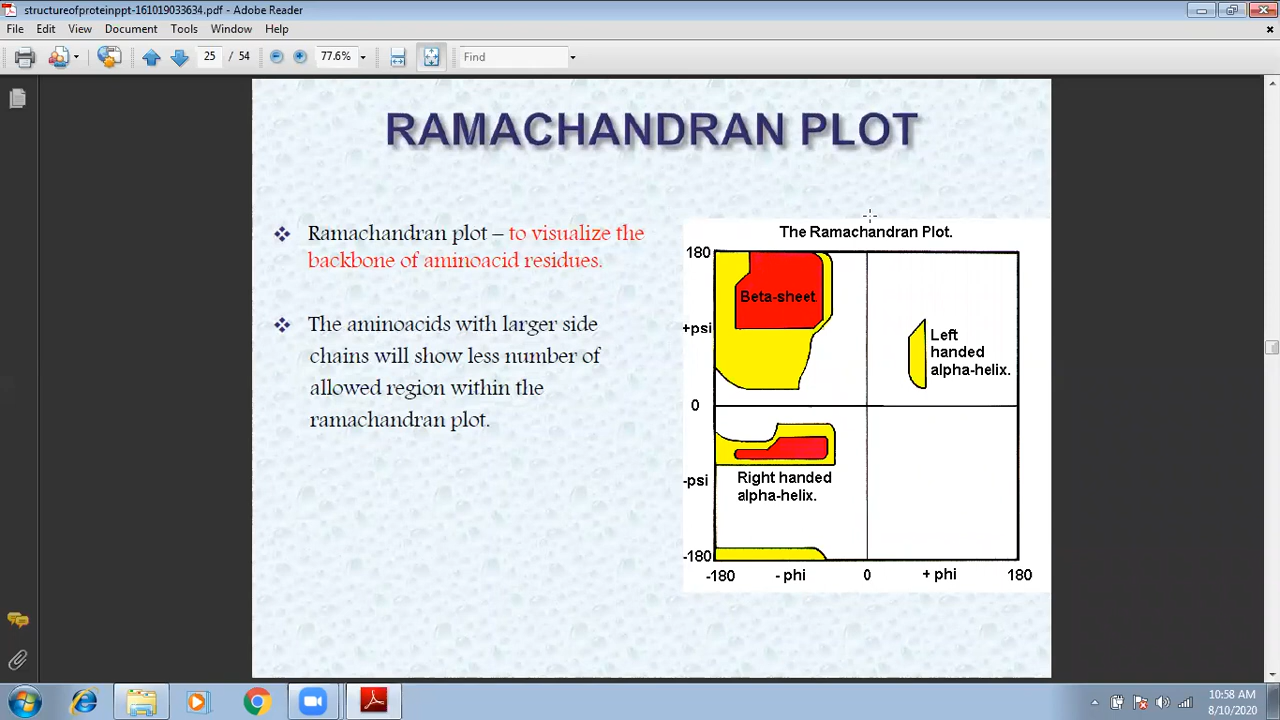 structureofproteinppt-161019033634.pdf - Adobe Reader
File Edit View Document Tools Window Help
25 / 54 77.6% Find
RAMACHANDRAN PLOT
Ramachandran plot – to visualize the
backbone of aminoacid residues.
The aminoacids with larger side
chains will show less number of
allowed region within the
ramachandran plot.
The Ramachandran Plot.
180
Beta-sheet.
+psi
Left
handed
alpha-helix.
0
-psi
Right handed
alpha-helix.
-180
-180 - phi 0 + phi 180
10:58 AM
8/10/2020